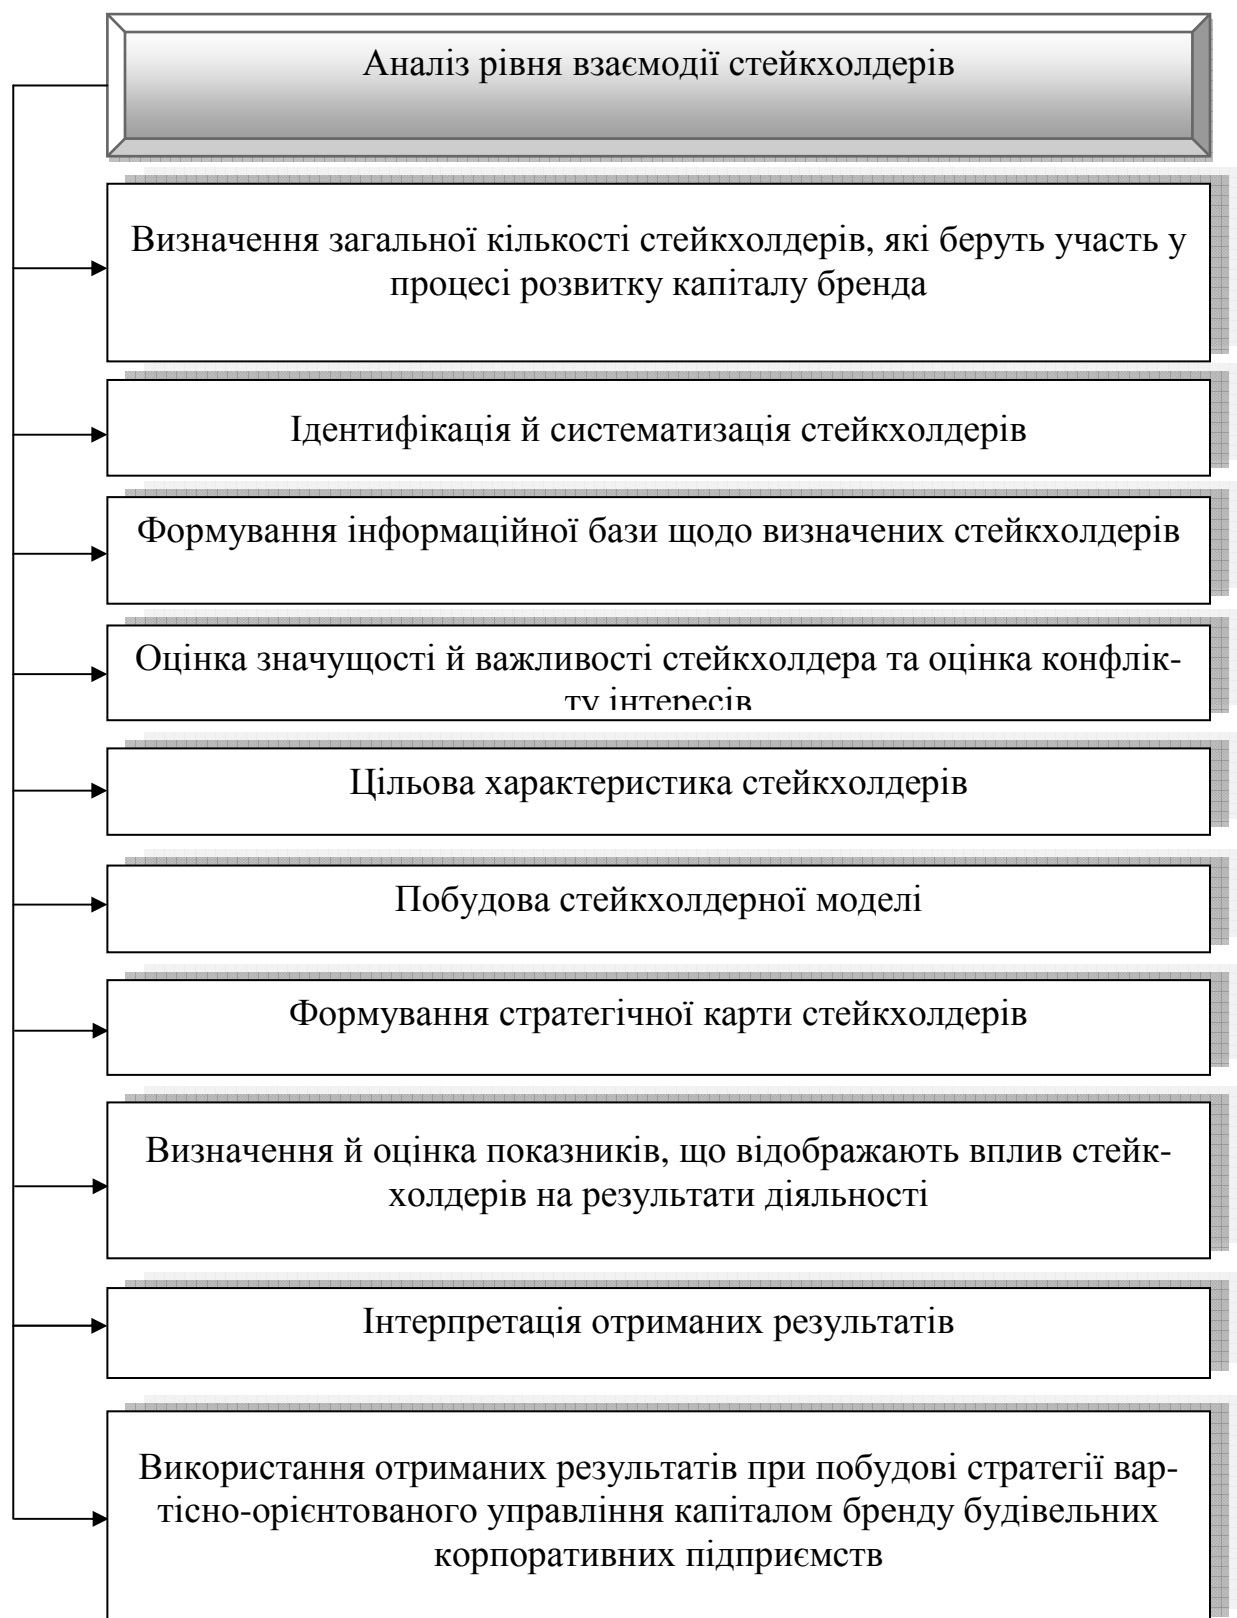 Аналіз рівня взаємодії стейкхолдерів
Визначення загальної кількості стейкхолдерів, які беруть участь у
процесі розвитку капіталу бренда
Ідентифікація й систематизація стейкхолдерів
Формування інформаційної бази щодо визначених стейкхолдерів
Оцінка значущості й важливості стейкхолдера та оцінка конфлік-
ту інтересів
Цільова характеристика стейкхолдерів
Побудова стейкхолдерної моделі
Формування стратегічної карти стейкхолдерів
Визначення й оцінка показників, що відображають вплив стейк-
холдерів на результати діяльності
Інтерпретація отриманих результатів
Використання отриманих результатів при побудові стратегії вар-
тісно-орієнтованого управління капіталом бренду будівельних
корпоративних підприємств